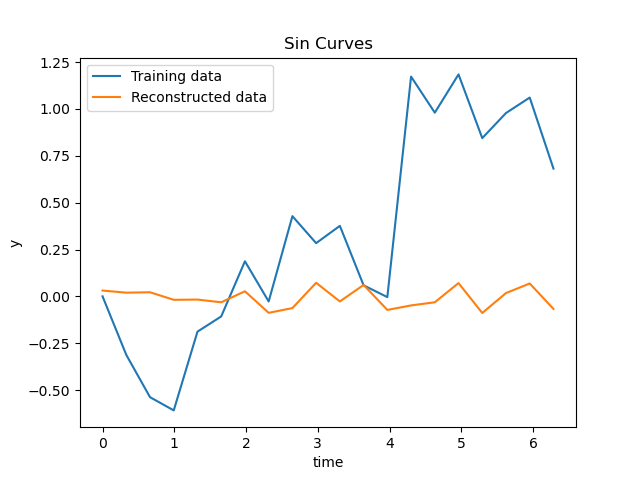 Sin Curves
Training data
Reconstructed data
1.25
1.00
0.75
0.50
0.25
0.00
−0.25
−0.50
y
0 1 2 3 4 5 6
time